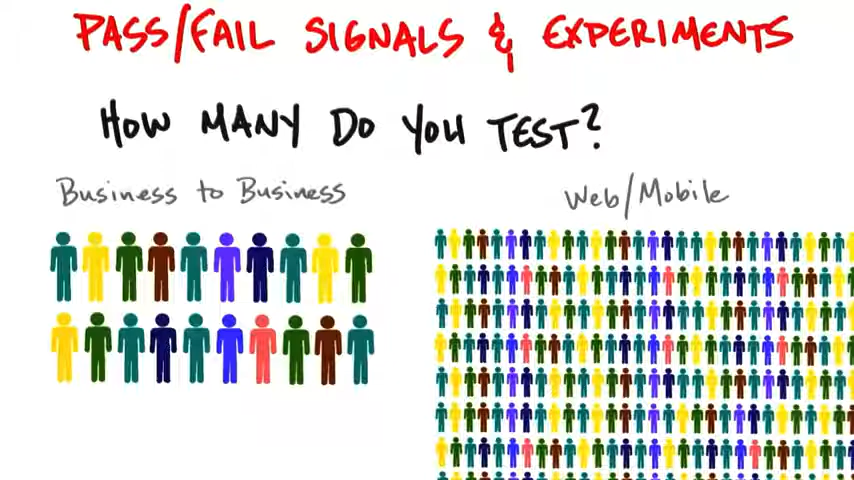 PASS/FAIL SIGNALS & EXPERIMENTS
HOW MANY DO YOU TEST?
Business to Business
Web/Mobile